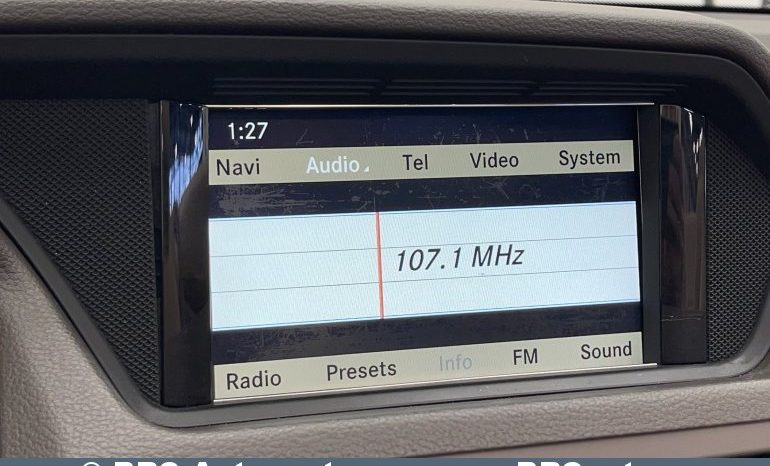 1:27
Navi Audio Tel Video System
107.1 MHz
Radio Presets Info FM Sound